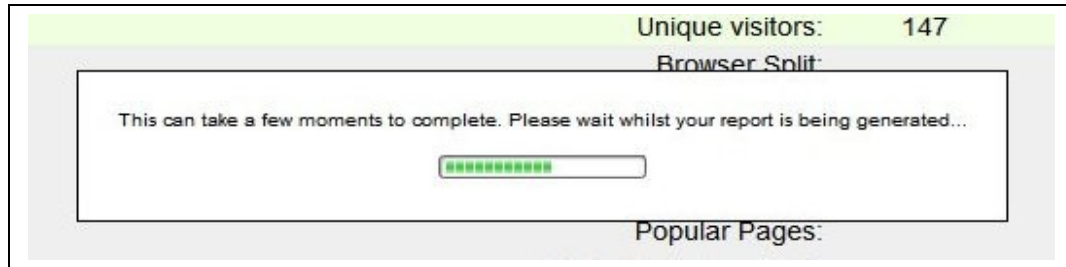 Unique visitors: 147
Browser Split:
This can take a few moments to complete. Please wait whilst your report is being generated...
Popular Pages: